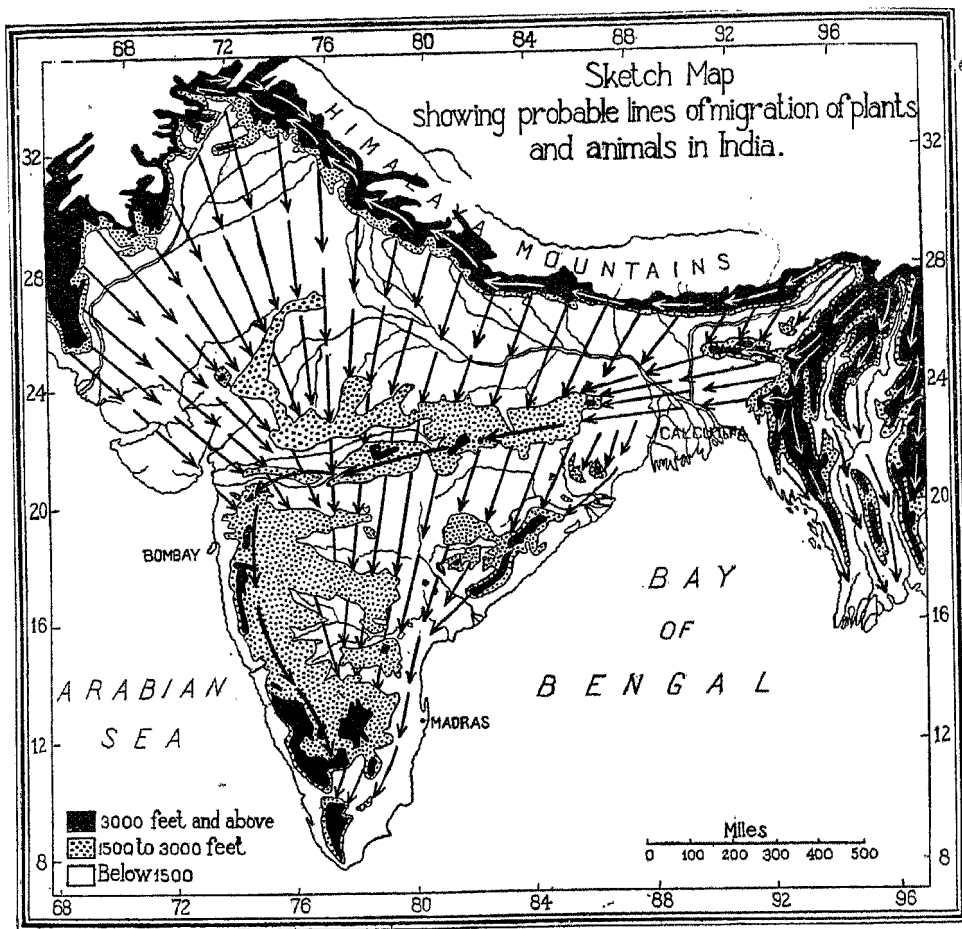 68 72 76 80 84 88 92 96
Sketch Map
showing probable lines of migration of plants
and animals in India.
HIMALAYA MOUNTAINS
32 32
28 28
24 24
CALCUTTA
20 20
BOMBAY
BAY
OF
BENGAL
16 16
ARABIAN
SEA
MADRAS
12 12
3000 feet and above
1500 to 3000 feet
Below 1500
Miles
0 100 200 300 400 500
8 8
68 72 76 80 84 88 92 96